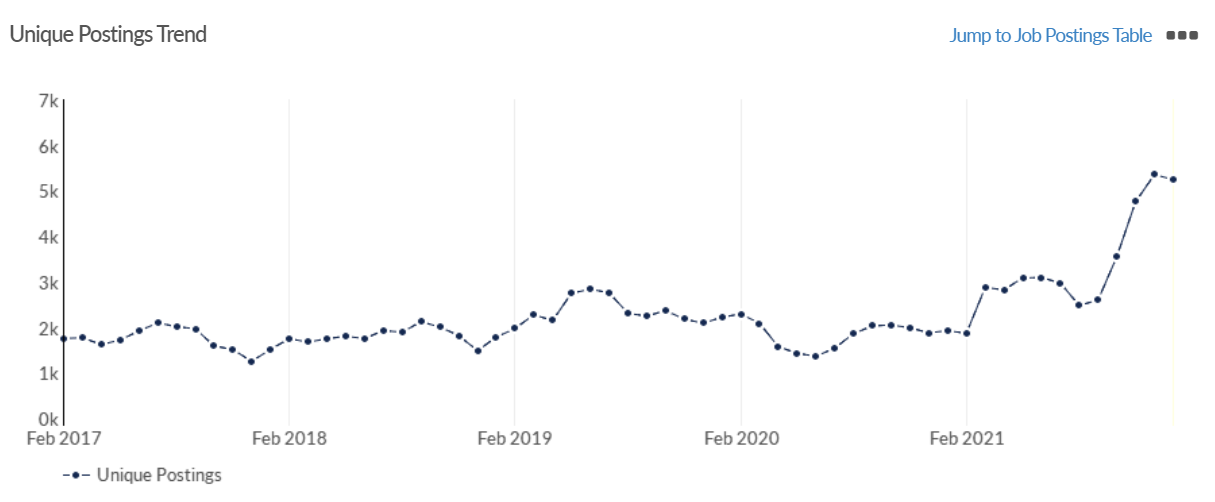 Unique Postings Trend
Jump to Job Postings Table
7k
6k
5k
4k
3k
2k
1k
0k
Feb 2017 Feb 2018 Feb 2019 Feb 2020 Feb 2021
Unique Postings